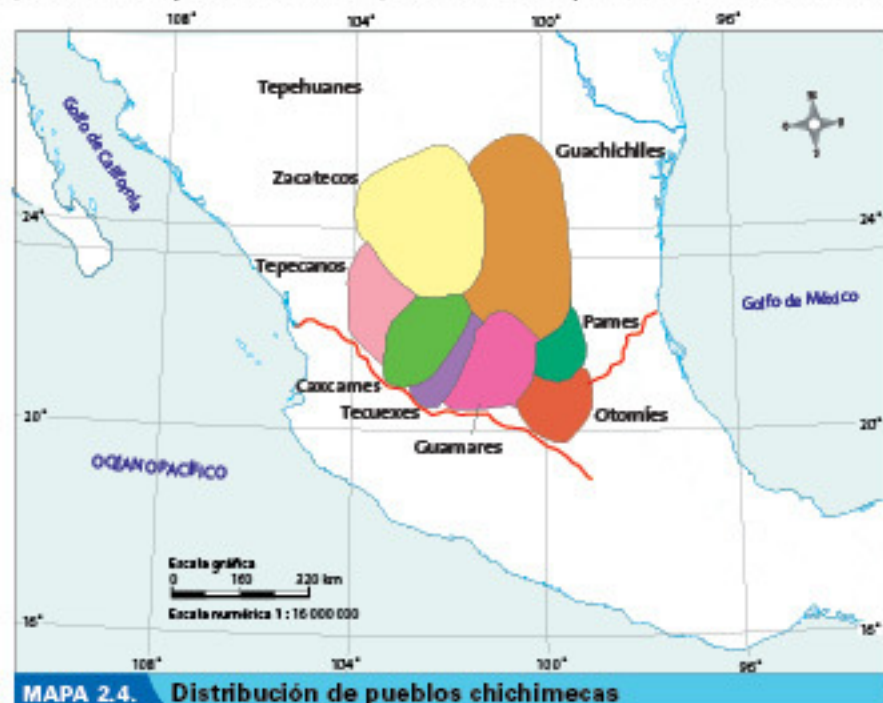 108°
104°
100°
96°
Tepehuanes
Golfo de California
Guachichiles
Zacatecos
24°
24°
Tepecanos
Golfo de México
Pames
Caxcames
Tecuexes
Otomíes
20°
20°
Guamares
OCEANO PACÍFICO
Escala gráfica
0 160 320 km
Escala numérica 1 : 16 000 000
16°
16°
108°
104°
100°
96°
MAPA 2.4. Distribución de pueblos chichimecas